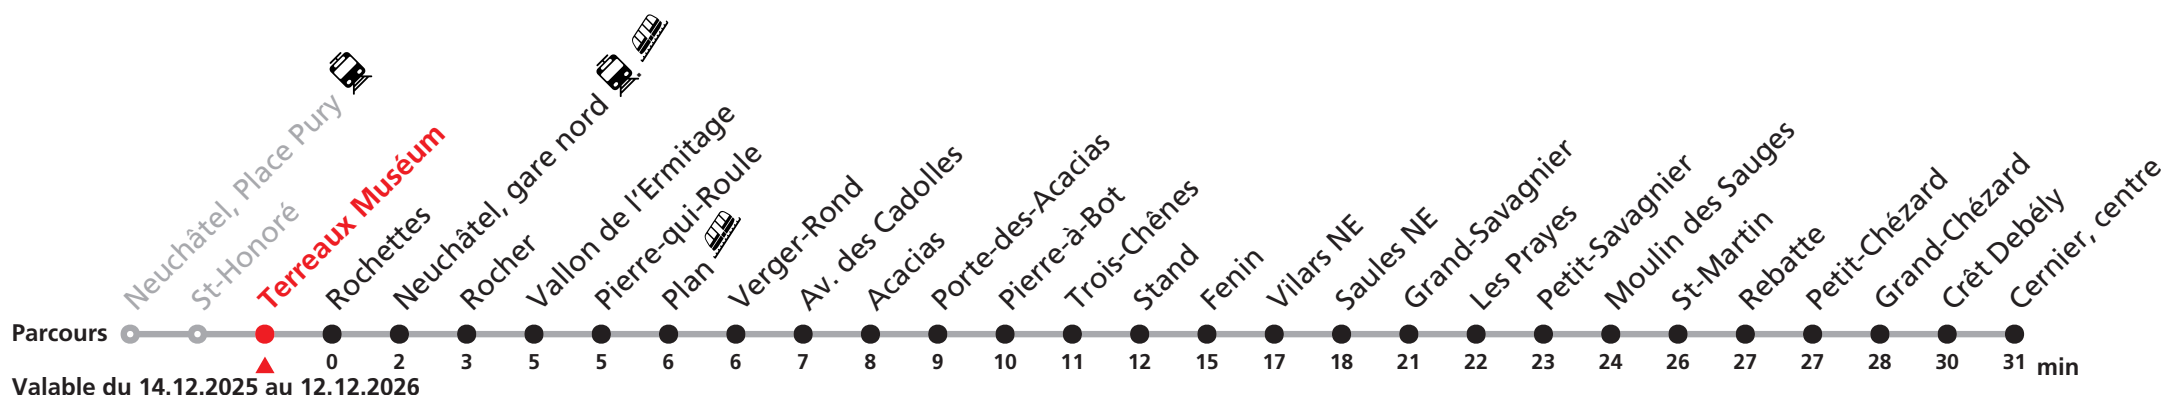 Neuchâtel, Place Pury
St-Honoré
Terreaux Muséum
Rochettes
Neuchâtel, gare nord
Rocher
Vallon de l'Ermitage
Pierre-qui-Roule
Plan
Verger-Rond
Av. des Cadolles
Acacias
Porte-des-Acacias
Pierre-à-Bot
Trois-Chênes
Stand
Fenin
Vilars NE
Saules NE
Grand-Savagnier
Les Prayes
Petit-Savagnier
Moulin des Sauges
St-Martin
Rebatte
Petit-Chézard
Grand-Chézard
Crêt Debély
Cernier, centre
Parcours
0 2 3 5 5 6 6 7 8 9 10 11 12 15 17 18 21 22 23 24 26 27 27 28 30 31 min
Valable du 14.12.2025 au 12.12.2026